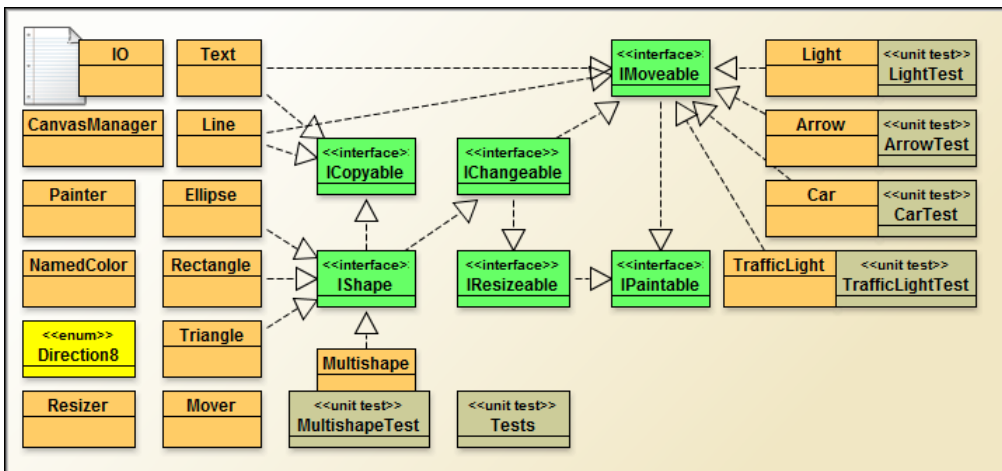 IO
Text
<<interface>>
IMoveable
Light
<<unit test>>
LightTest
CanvasManager
Line
Arrow
<<unit test>>
ArrowTest
<<interface>>
ICopyable
<<interface>>
IChangeable
Painter
Ellipse
Car
<<unit test>>
CarTest
NamedColor
Rectangle
<<interface>>
IShape
<<interface>>
IResizeable
<<interface>>
IPaintable
TrafficLight
<<unit test>>
TrafficLightTest
<<enum>>
Direction8
Triangle
Multishape
Resizer
Mover
<<unit test>>
MultishapeTest
<<unit test>>
Tests